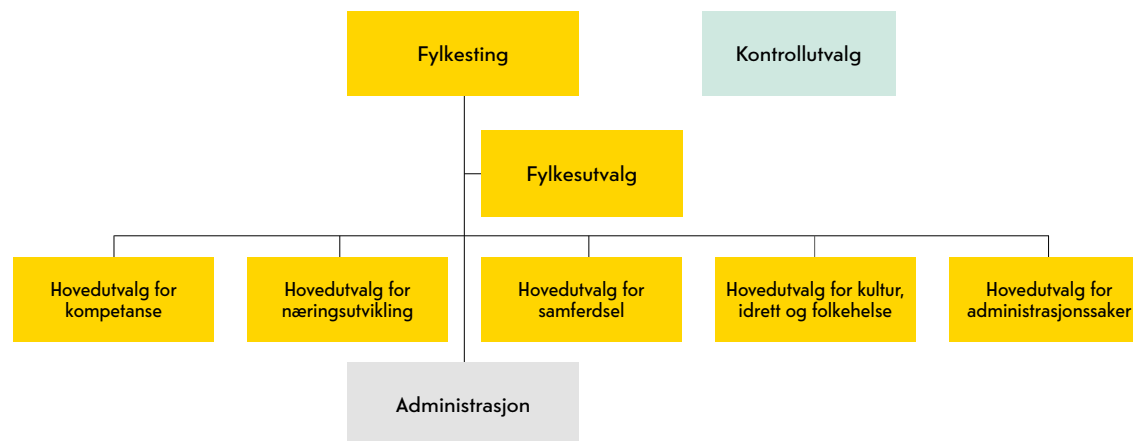 Fylkesting
Kontrollutvalg
Fylkesutvalg
Hovedutvalg for
kompetanse
Hovedutvalg for
næringsutvikling
Hovedutvalg for
samferdsel
Hovedutvalg for kultur,
idrett og folkehelse
Hovedutvalg for
administrasjonssaker
Administrasjon